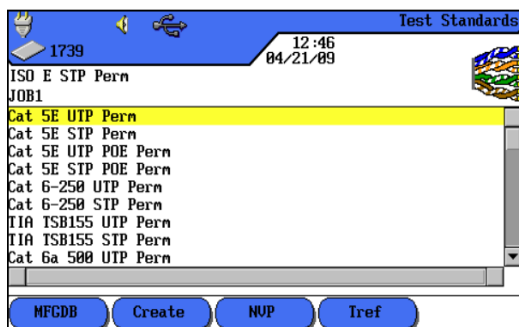 Test Standards
1739
12:46
04/21/09
ISO E STP Perm
JOB1
Cat 5E UTP Perm
Cat 5E STP Perm
Cat 5E UTP POE Perm
Cat 5E STP POE Perm
Cat 6-250 UTP Perm
Cat 6-250 STP Perm
TIA TSB155 UTP Perm
TIA TSB155 STP Perm
Cat 6a 500 UTP Perm
MFGDB
Create
NVP
Tref